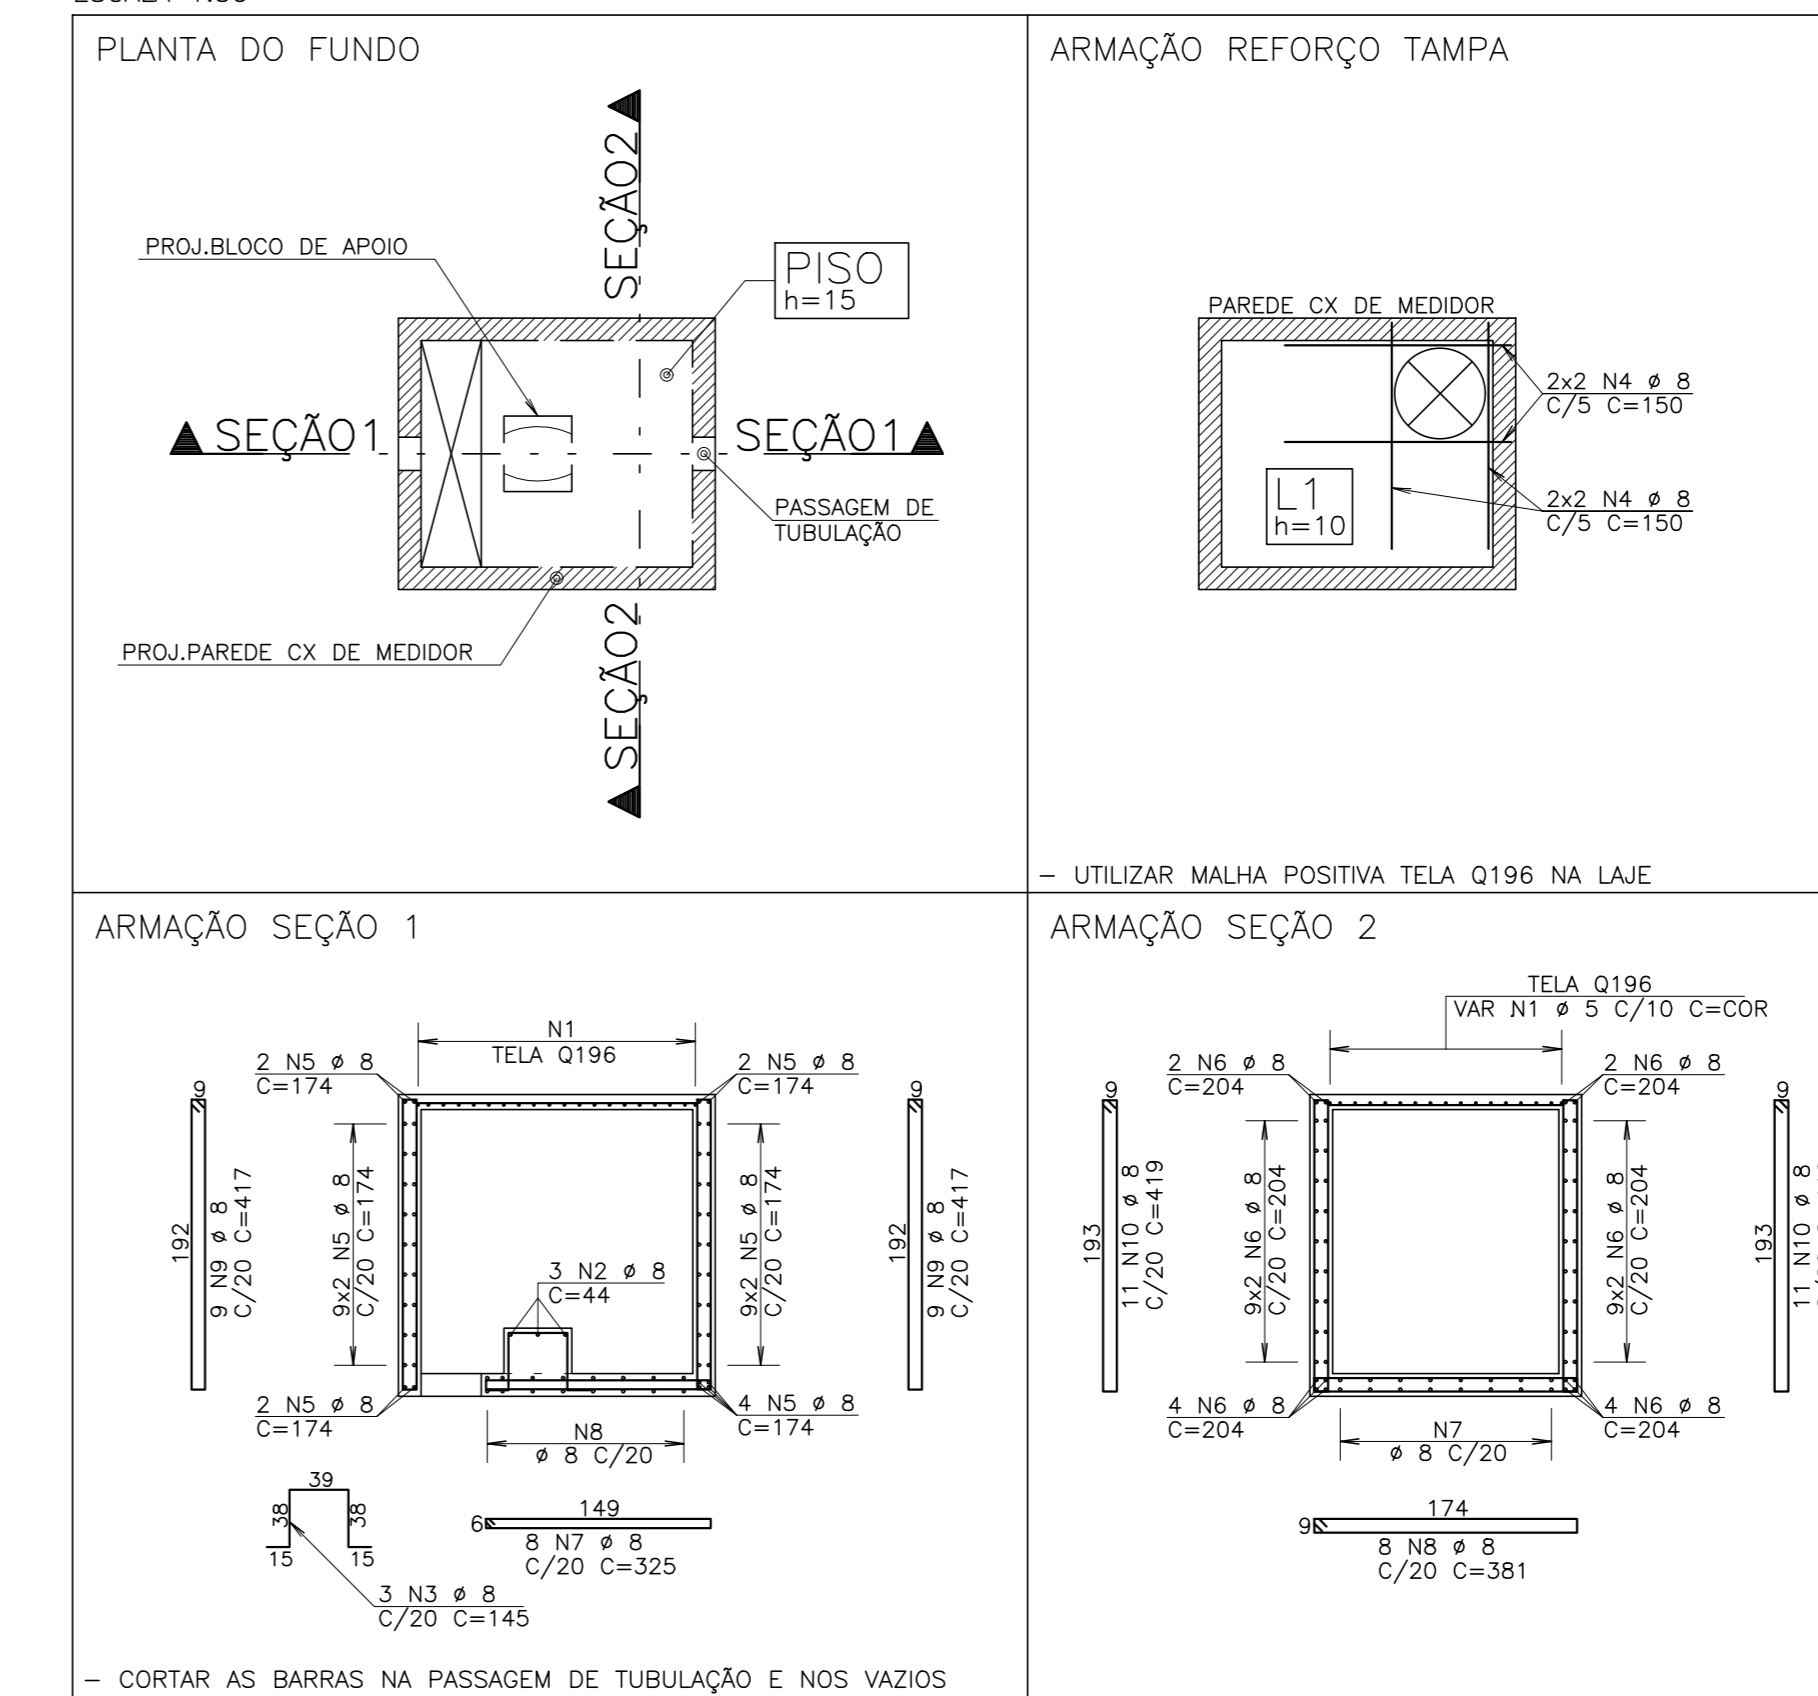 PLANTA DO FUNDO
SEÇÃO2
PROJ.BLOCO DE APOIO
PISO
h=15
SEÇÃO1
SEÇÃO1
PASSAGEM DE
TUBULAÇÃO
PROJ.PAREDE CX DE MEDIDOR
SEÇÃO2
ARMAÇÃO REFORÇO TAMPA
PAREDE CX DE MEDIDOR
2x2 N4 ø 8
C/5 C=150
L1
h=10
2x2 N4 ø 8
C/5 C=150
– UTILIZAR MALHA POSITIVA TELA Q196 NA LAJE
ARMAÇÃO SEÇÃO 1
N1
TELA Q196
2 N5 ø 8
C=174
2 N5 ø 8
C=174
9
192
9 N9 ø 8
C/20 C=417
9x2 N5 ø 8
C/20 C=174
3 N2 ø 8
C=44
9x2 N5 ø 8
C/20 C=174
9
192
9 N9 ø 8
C/20 C=417
2 N5 ø 8
C=174
4 N5 ø 8
C=174
N8
ø 8 C/20
39
38
38
15
15
3 N3 ø 8
C/20 C=145
149
6
8 N7 ø 8
C/20 C=325
– CORTAR AS BARRAS NA PASSAGEM DE TUBULAÇÃO E NOS VAZIOS
ARMAÇÃO SEÇÃO 2
TELA Q196
VAR N1 ø 5 C/10 C=COR
2 N6 ø 8
C=204
2 N6 ø 8
C=204
9
193
11 N10 ø 8
C/20 C=419
9x2 N6 ø 8
C/20 C=204
9x2 N6 ø 8
C/20 C=204
9
193
11 N10 ø 8
4 N6 ø 8
C=204
4 N6 ø 8
C=204
N7
ø 8 C/20
174
9
8 N8 ø 8
C/20 C=381